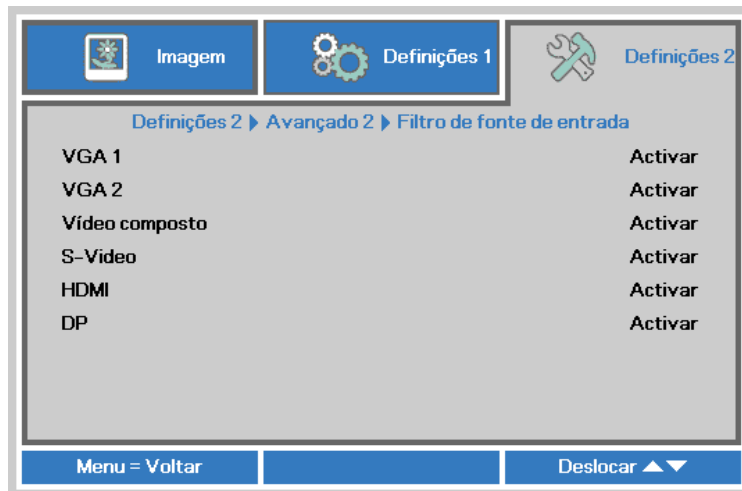 Imagem Definições 1 Definições 2
Definições 2 ▶ Avançado 2 ▶ Filtro de fonte de entrada
VGA 1 Activar
VGA 2 Activar
Vídeo composto Activar
S-Video Activar
HDMI Activar
DP Activar
Menu = Voltar Deslocar ▲▼